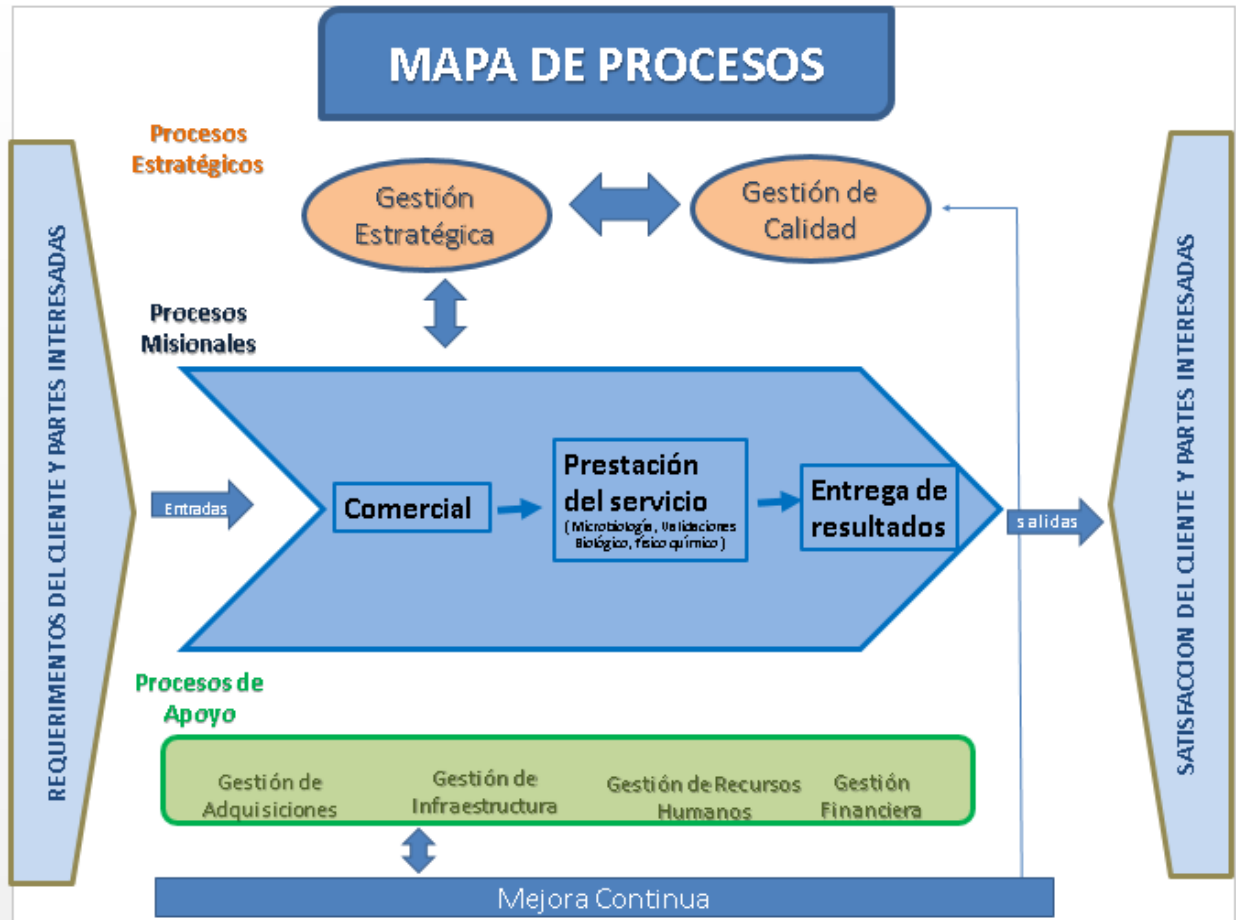 MAPA DE PROCESOS
Procesos
Estratégicos
Gestión
Estratégica
Gestión de
Calidad
REQUERIMENTOS DEL CLIENTE Y PARTES INTERESADAS
Procesos
Misionales
Entradas
Comercial
Prestación
del servicio
( Microbiología, Validaciones
Biológico, físico químico )
Entrega de
resultados
salidas
SATISFACCION DEL CLIENTE Y PARTES INTERESADAS
Procesos de
Apoyo
Gestión de
Adquisiciones
Gestión de
Infraestructura
Gestión de Recursos
Humanos
Gestión
Financiera
Mejora Continua